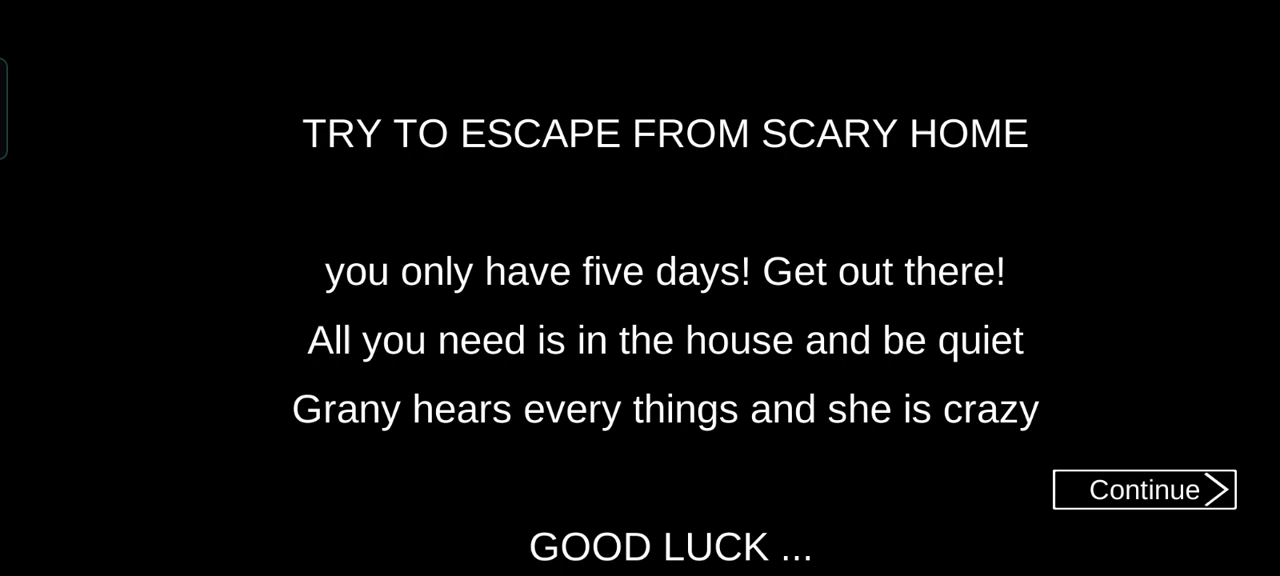 TRY TO ESCAPE FROM SCARY HOME
you only have five days! Get out there!
All you need is in the house and be quiet
Grany hears every things and she is crazy
Continue
GOOD LUCK ...